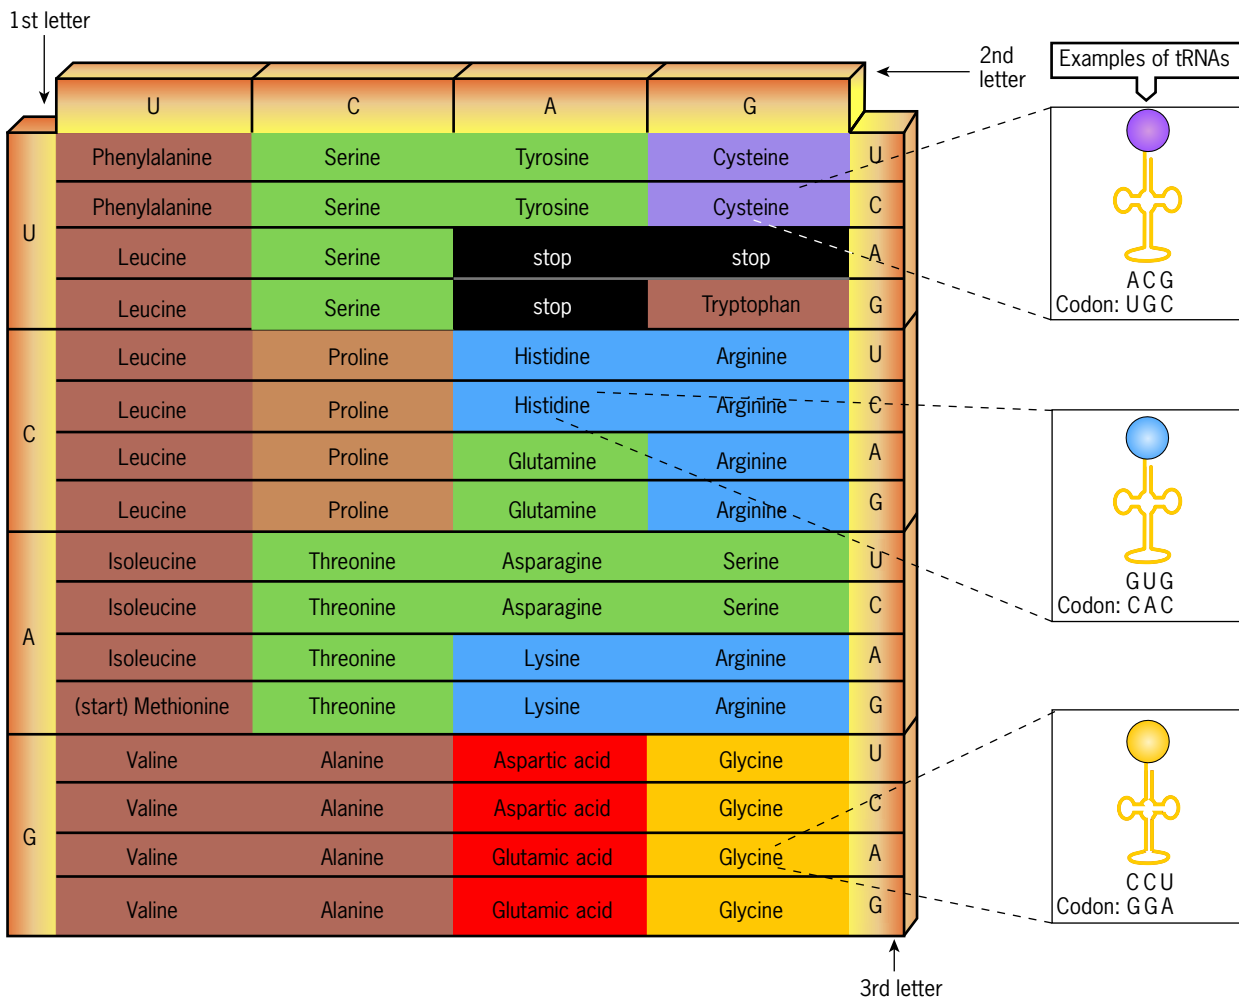 1st letter
2nd
letter
Examples of tRNAs
U C A G
Phenylalanine Serine Tyrosine Cysteine U
Phenylalanine Serine Tyrosine Cysteine C
U
Leucine Serine stop stop A
Leucine Serine stop Tryptophan G
ACG
Codon: UGC
Leucine Proline Histidine Arginine U
Leucine Proline Histidine Arginine C
C
Leucine Proline Glutamine Arginine A
Leucine Proline Glutamine Arginine G
GUG
Codon: CAC
Isoleucine Threonine Asparagine Serine U
Isoleucine Threonine Asparagine Serine C
A
Isoleucine Threonine Lysine Arginine A
(start) Methionine Threonine Lysine Arginine G
Valine Alanine Aspartic acid Glycine U
Valine Alanine Aspartic acid Glycine C
G
Valine Alanine Glutamic acid Glycine A
Valine Alanine Glutamic acid Glycine G
CCU
Codon: GGA
3rd letter